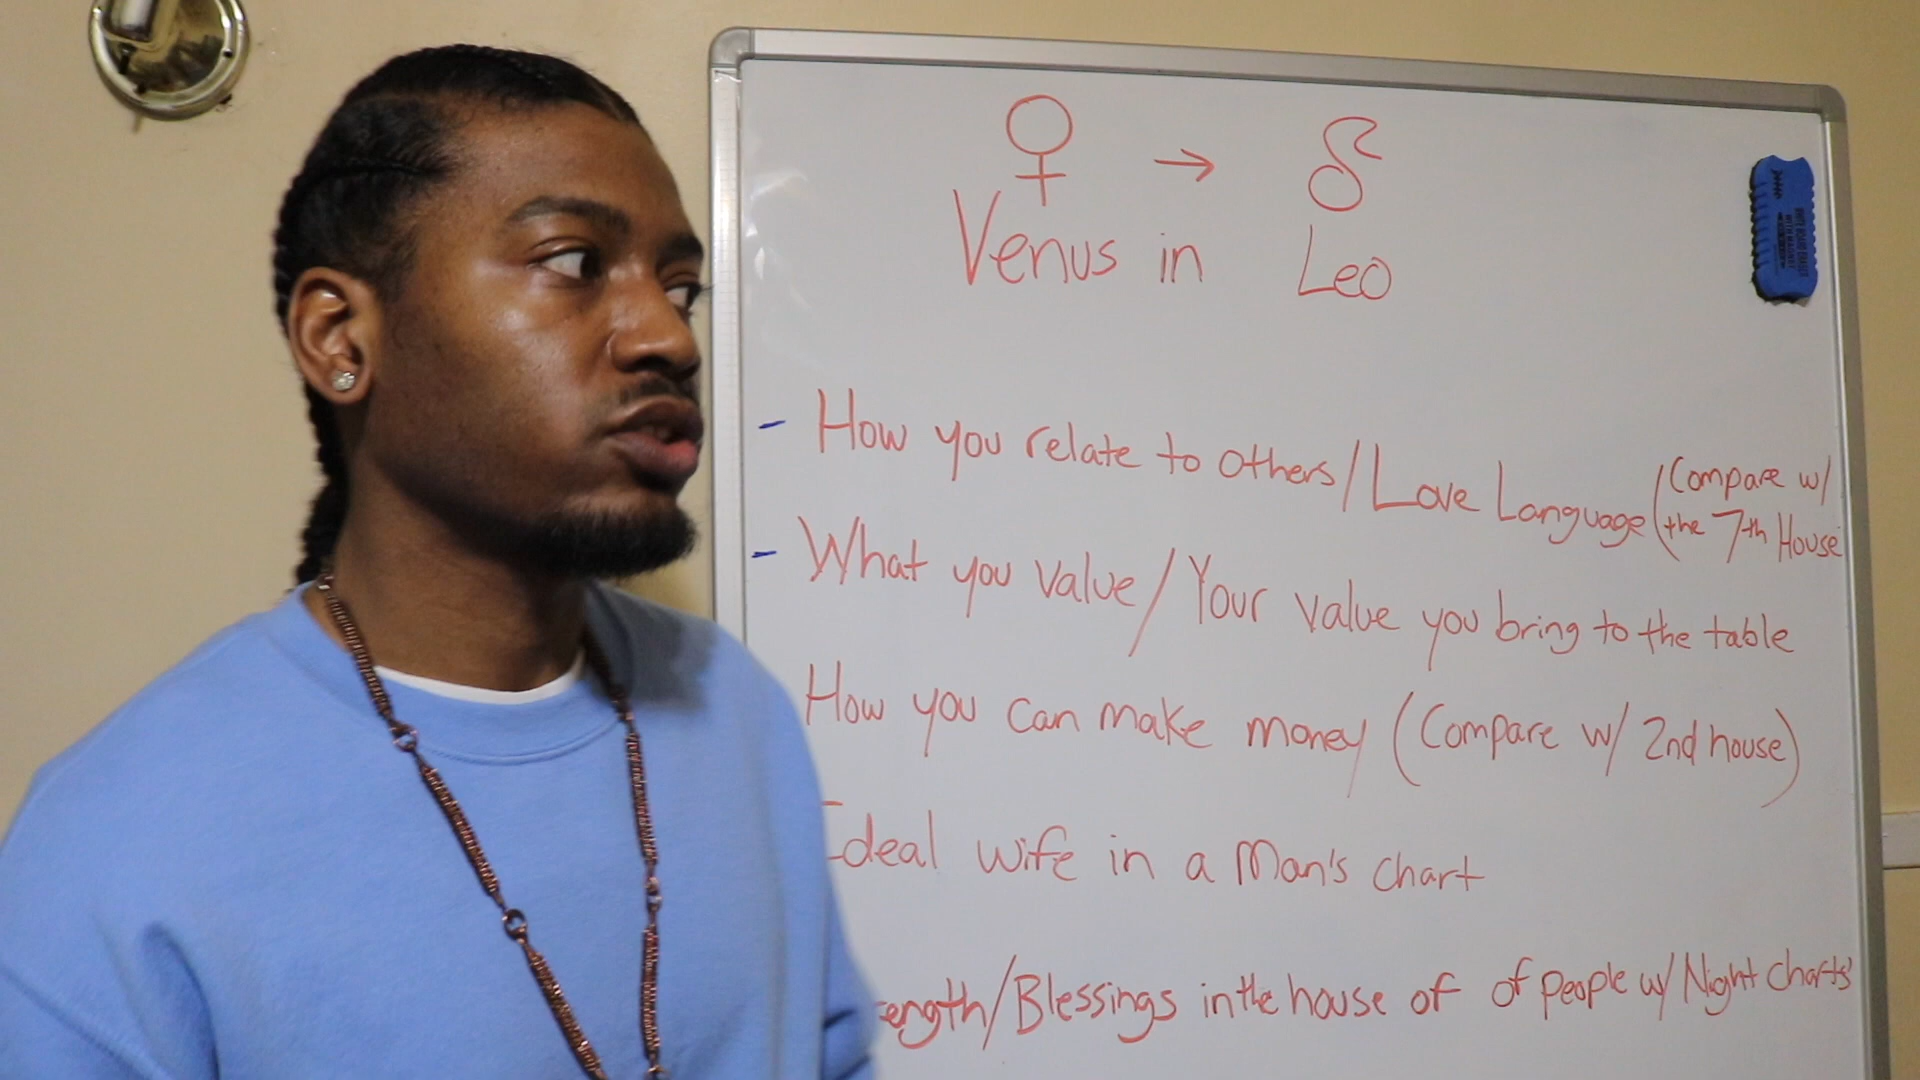 ♀ → ♌
Venus in Leo
- How you relate to others/Love Language (Compare w/
the 7th House
- What you value/Your value you bring to the table
How you can make money (Compare w/ 2nd house)
Ideal wife in a Man's chart
ength/Blessings in the house of of people w/ Night Charts'